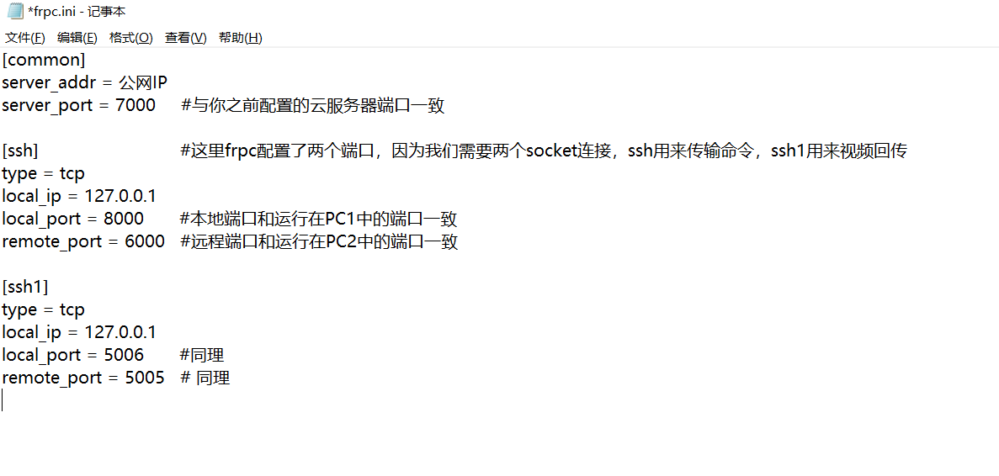 *frpc.ini - 记事本
文件(F) 编辑(E) 格式(O) 查看(V) 帮助(H)
[common]
server_addr = 公网IP
server_port = 7000 #与你之前配置的云服务器端口一致
[ssh] #这里frpc配置了两个端口，因为我们需要两个socket连接，ssh用来传输命令，ssh1用来视频回传
type = tcp
local_ip = 127.0.0.1
local_port = 8000 #本地端口和运行在PC1中的端口一致
remote_port = 6000 #远程端口和运行在PC2中的端口一致
[ssh1]
type = tcp
local_ip = 127.0.0.1
local_port = 5006 #同理
remote_port = 5005 # 同理